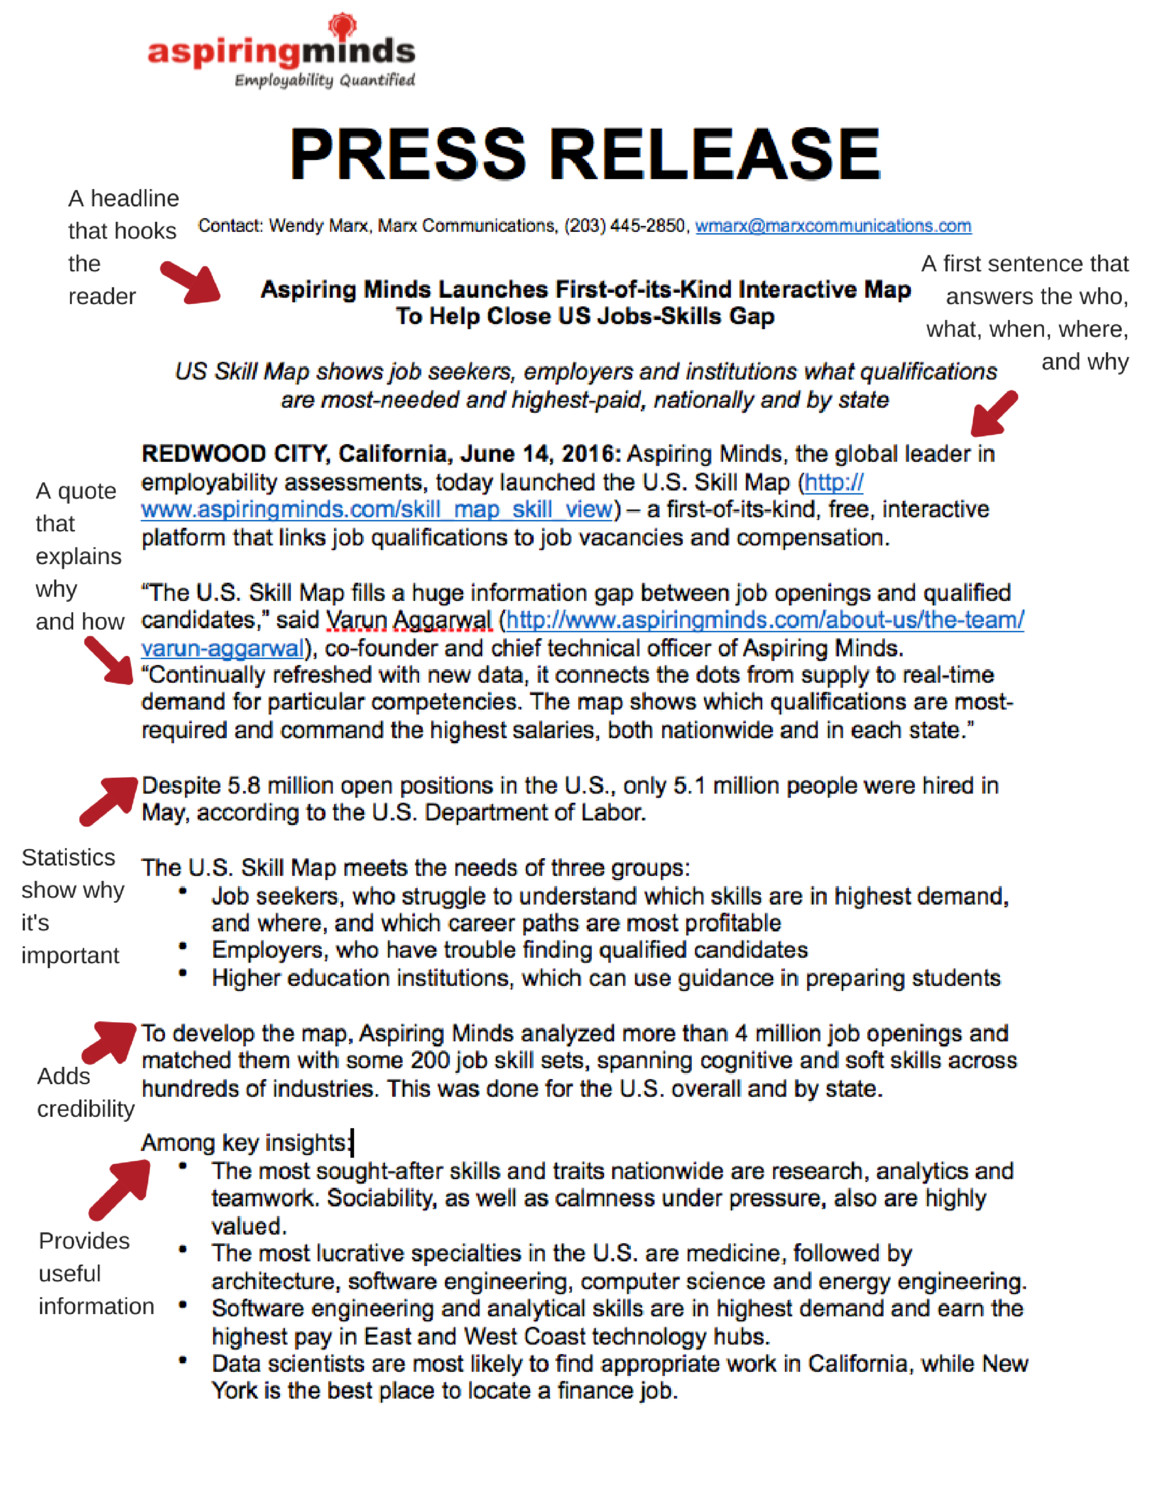 aspiringminds
Employability Quantified
PRESS RELEASE
A headline
that hooks
the
reader
Contact: Wendy Marx, Marx Communications, (203) 445-2850, wmarx@marxcommunications.com
A first sentence that
answers the who,
what, when, where,
and why
Aspiring Minds Launches First-of-its-Kind Interactive Map
To Help Close US Jobs-Skills Gap
US Skill Map shows job seekers, employers and institutions what qualifications
are most-needed and highest-paid, nationally and by state
REDWOOD CITY, California, June 14, 2016: Aspiring Minds, the global leader in
employability assessments, today launched the U.S. Skill Map (http://
www.aspiringminds.com/skill_map_skill_view) – a first-of-its-kind, free, interactive
platform that links job qualifications to job vacancies and compensation.
A quote
that
explains
why
and how
“The U.S. Skill Map fills a huge information gap between job openings and qualified
candidates,” said Varun Aggarwal (http://www.aspiringminds.com/about-us/the-team/
varun-aggarwal), co-founder and chief technical officer of Aspiring Minds.
“Continually refreshed with new data, it connects the dots from supply to real-time
demand for particular competencies. The map shows which qualifications are most-
required and command the highest salaries, both nationwide and in each state.”
Despite 5.8 million open positions in the U.S., only 5.1 million people were hired in
May, according to the U.S. Department of Labor.
Statistics
show why
it's
important
The U.S. Skill Map meets the needs of three groups:
• Job seekers, who struggle to understand which skills are in highest demand,
and where, and which career paths are most profitable
• Employers, who have trouble finding qualified candidates
• Higher education institutions, which can use guidance in preparing students
To develop the map, Aspiring Minds analyzed more than 4 million job openings and
matched them with some 200 job skill sets, spanning cognitive and soft skills across
hundreds of industries. This was done for the U.S. overall and by state.
Adds
credibility
Among key insights:
• The most sought-after skills and traits nationwide are research, analytics and
teamwork. Sociability, as well as calmness under pressure, also are highly
valued.
• The most lucrative specialties in the U.S. are medicine, followed by
architecture, software engineering, computer science and energy engineering.
• Software engineering and analytical skills are in highest demand and earn the
highest pay in East and West Coast technology hubs.
• Data scientists are most likely to find appropriate work in California, while New
York is the best place to locate a finance job.
Provides
useful
information